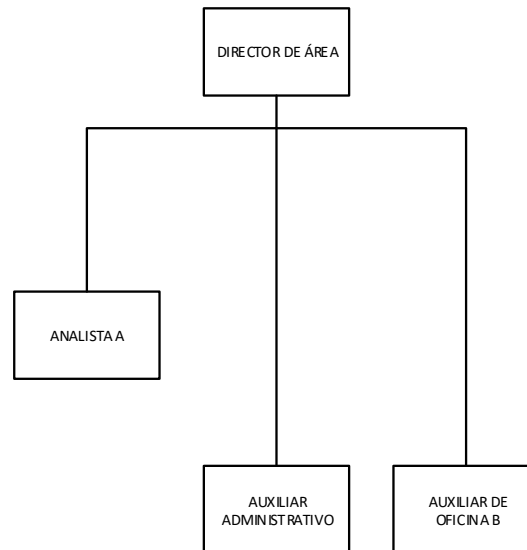 DIRECTOR DE ÁREA
ANALISTA A
AUXILIAR
ADMINISTRATIVO
AUXILIAR DE
OFICINA B